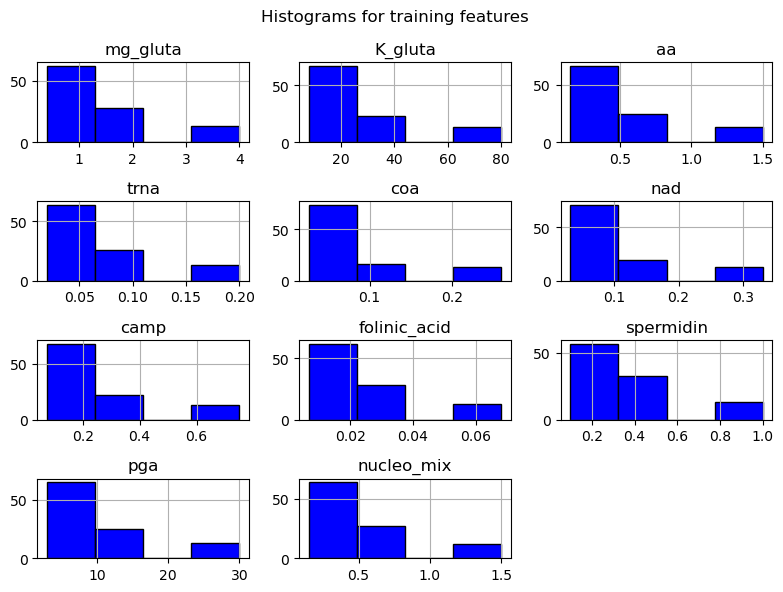 Histograms for training features
mg_gluta K_gluta aa
50 50 50
0 0 0
1 2 3 4 20 40 60 80 0.5 1.0 1.5
trna coa nad
50 50 50
0 0 0
0.05 0.10 0.15 0.20 0.1 0.2 0.1 0.2 0.3
camp folinic_acid spermidin
50 50 50
0 0 0
0.2 0.4 0.6 0.02 0.04 0.06 0.2 0.4 0.6 0.8 1.0
pga nucleo_mix
50 50
0 0
10 20 30 0.5 1.0 1.5